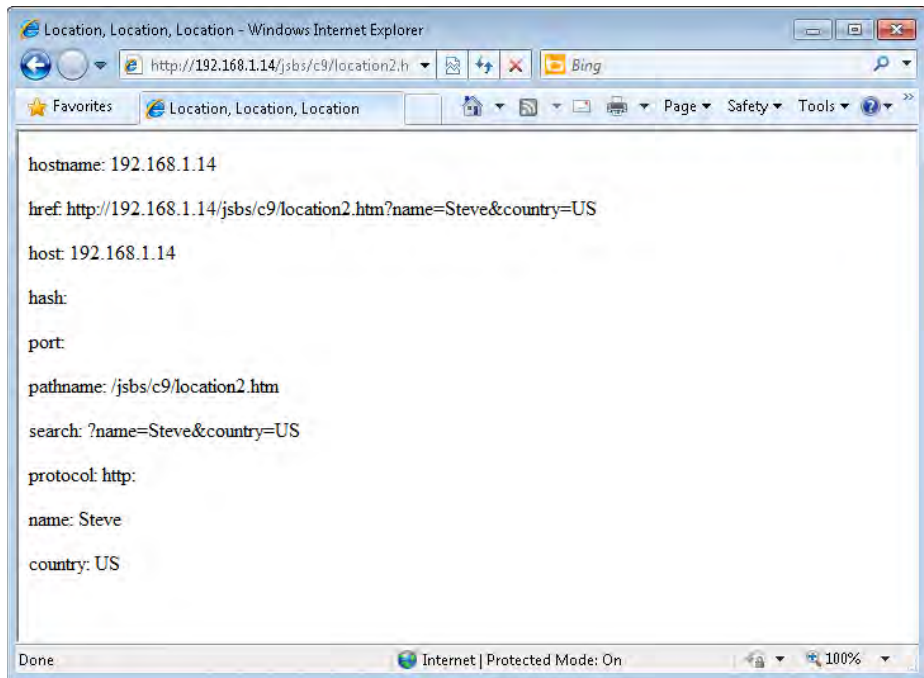 Location, Location, Location - Windows Internet Explorer
http://192.168.1.14/jsbs/c9/location2.h Bing
Favorites Location, Location, Location Page Safety Tools
hostname: 192.168.1.14
href: http://192.168.1.14/jsbs/c9/location2.htm?name=Steve&country=US
host: 192.168.1.14
hash:
port:
pathname: /jsbs/c9/location2.htm
search: ?name=Steve&country=US
protocol: http:
name: Steve
country: US
Done Internet | Protected Mode: On 100%